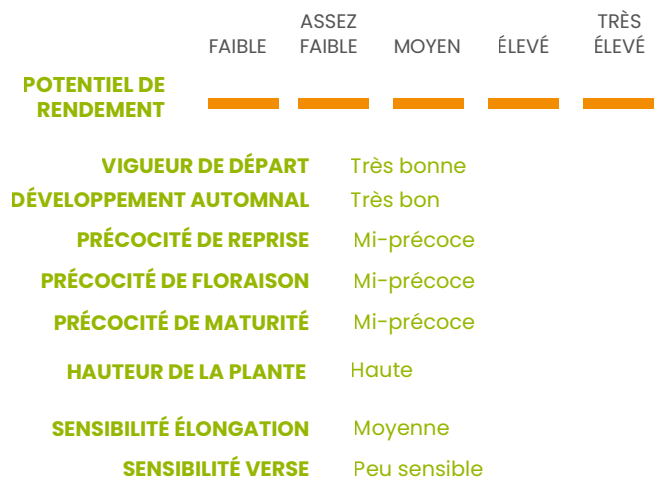 FAIBLE ASSEZ FAIBLE MOYEN ÉLEVÉ TRÈS ÉLEVÉ
POTENTIEL DE
RENDEMENT
VIGUEUR DE DÉPART Très bonne
DÉVELOPPEMENT AUTOMNAL Très bon
PRÉCOCITÉ DE REPRISE Mi-précoce
PRÉCOCITÉ DE FLORAISON Mi-précoce
PRÉCOCITÉ DE MATURITÉ Mi-précoce
HAUTEUR DE LA PLANTE Haute
SENSIBILITÉ ÉLONGATION Moyenne
SENSIBILITÉ VERSE Peu sensible